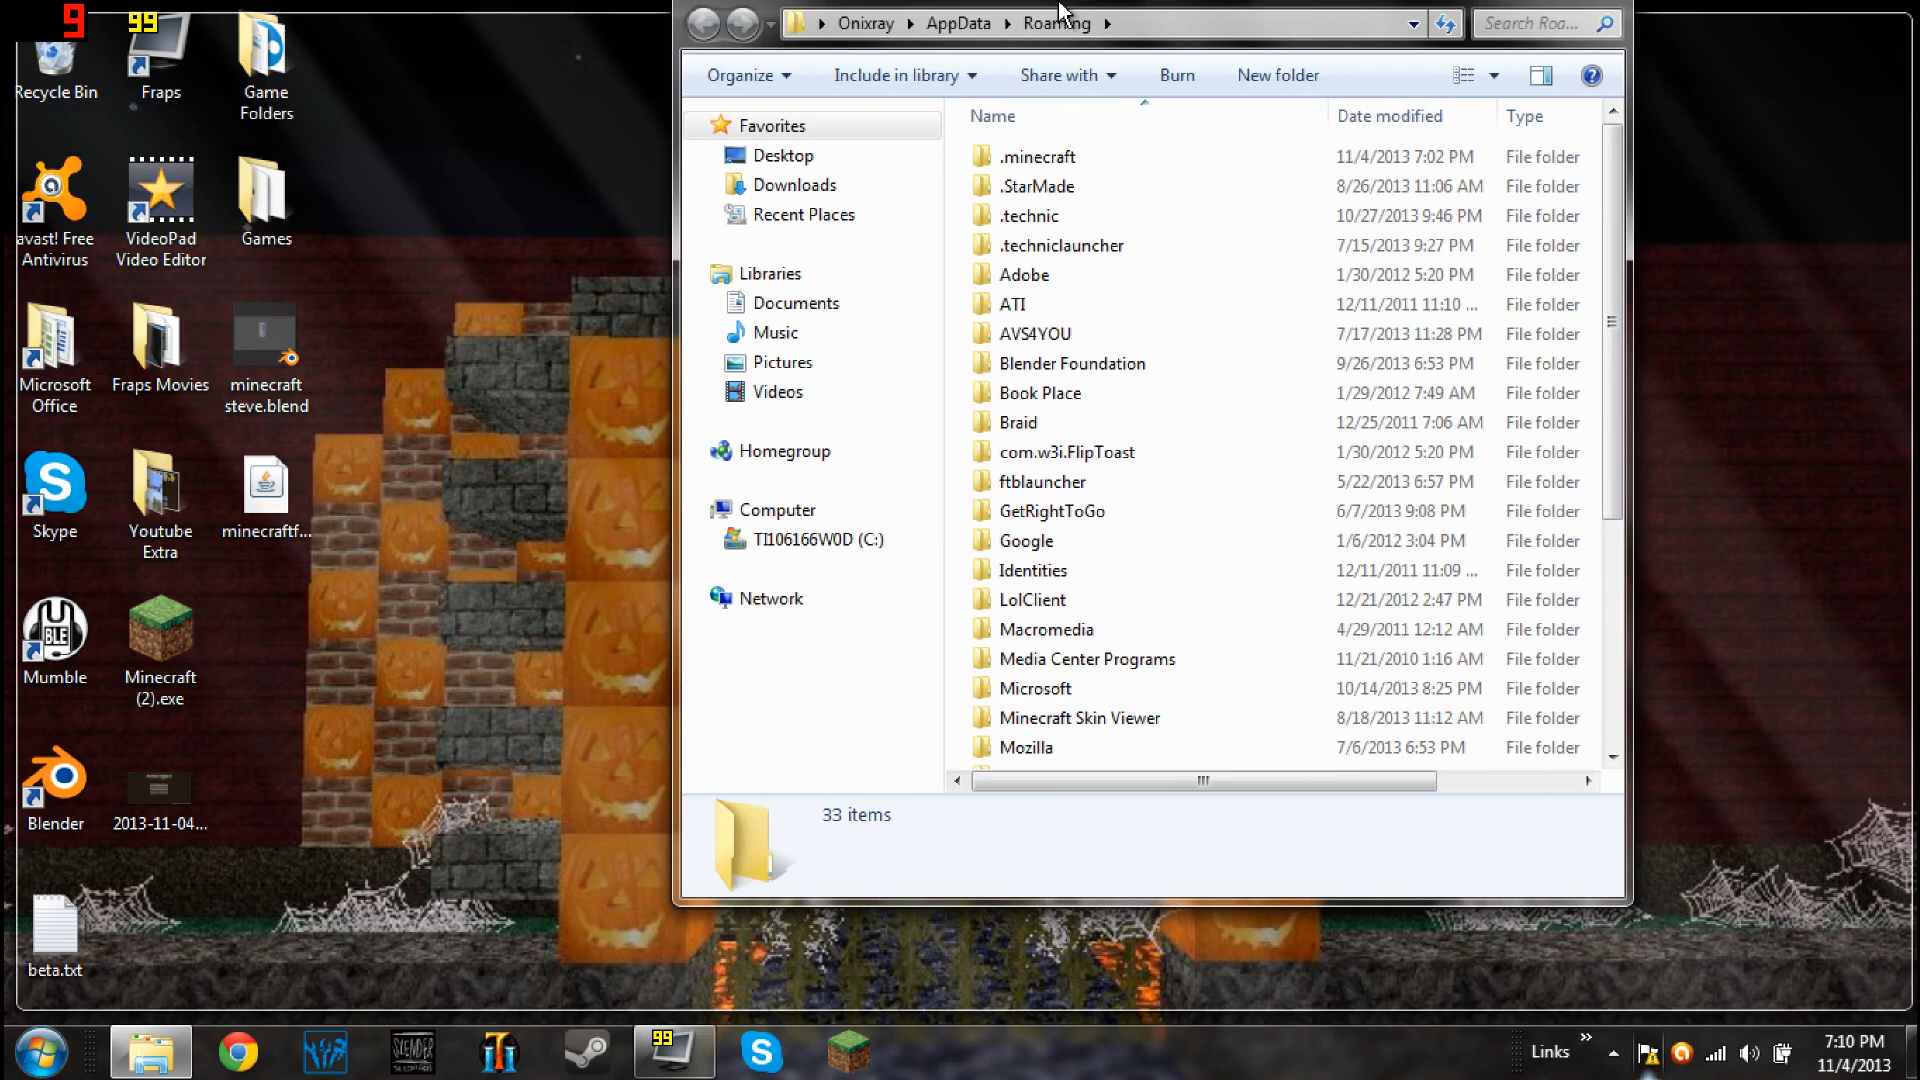 9
99
Recycle Bin
Fraps
Game
Folders
avast! Free
Antivirus
VideoPad
Video Editor
Games
Microsoft
Office
Fraps Movies
minecraft
steve.blend
Skype
Youtube
Extra
minecraftf...
Mumble
Minecraft
(2).exe
Blender
2013-11-04...
beta.txt
Onixray
AppData
Roaming
Search Roa...
Organize
Include in library
Share with
Burn
New folder
Favorites
Desktop
Downloads
Recent Places
Libraries
Documents
Music
Pictures
Videos
Homegroup
Computer
TI106166W0D (C:)
Network
Name Date modified Type
.minecraft 11/4/2013 7:02 PM File folder
.StarMade 8/26/2013 11:06 AM File folder
.technic 10/27/2013 9:46 PM File folder
.techniclauncher 7/15/2013 9:27 PM File folder
Adobe 1/30/2012 5:20 PM File folder
ATI 12/11/2011 11:10 ... File folder
AVS4YOU 7/17/2013 11:28 PM File folder
Blender Foundation 9/26/2013 6:53 PM File folder
Book Place 1/29/2012 7:49 AM File folder
Braid 12/25/2011 7:06 AM File folder
com.w3i.FlipToast 1/30/2012 5:20 PM File folder
ftblauncher 5/22/2013 6:57 PM File folder
GetRightToGo 6/7/2013 9:08 PM File folder
Google 1/6/2012 3:04 PM File folder
Identities 12/11/2011 11:09 ... File folder
LolClient 12/21/2012 2:47 PM File folder
Macromedia 4/29/2011 12:12 AM File folder
Media Center Programs 11/21/2010 1:16 AM File folder
Microsoft 10/14/2013 8:25 PM File folder
Minecraft Skin Viewer 8/18/2013 11:12 AM File folder
Mozilla 7/6/2013 6:53 PM File folder
33 items
SLENDER
99
Links
7:10 PM
11/4/2013